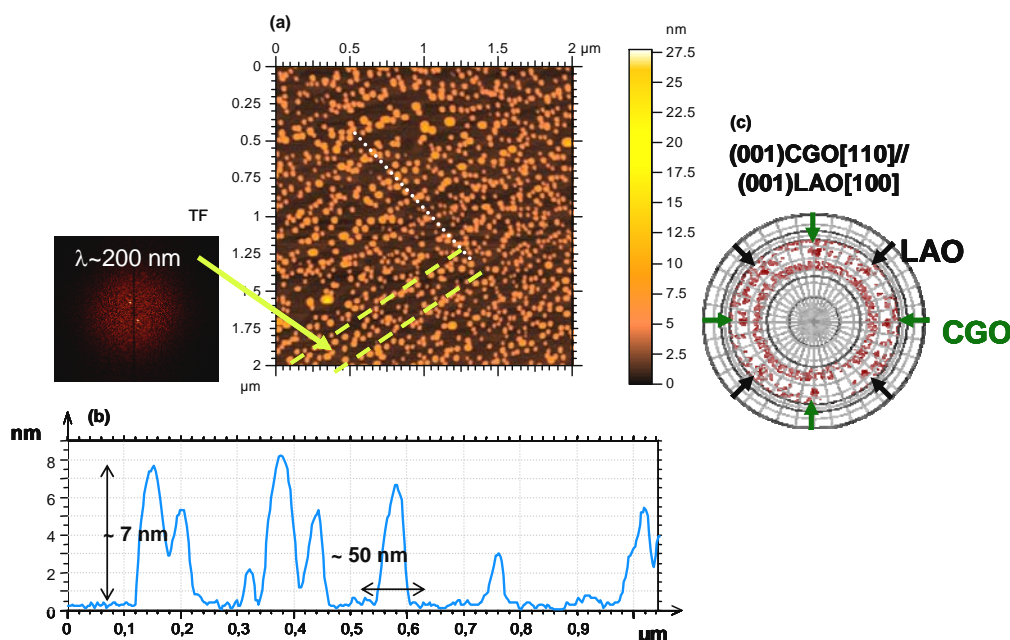 (a)
nm
0 0.5 1 1.5 2 µm
0
0.25
0.5
0.75
1
1.25
1.5
1.75
2
µm
27.5
25
22.5
20
17.5
15
12.5
10
7.5
5
2.5
0
TF
λ~200 nm
(c)
(001)CGO[110]//
(001)LAO[100]
LAO
CGO
(b)
nm
8
6
4
2
0
~ 7 nm
~ 50 nm
0 0,1 0,2 0,3 0,4 0,5 0,6 0,7 0,8 0,9 µm